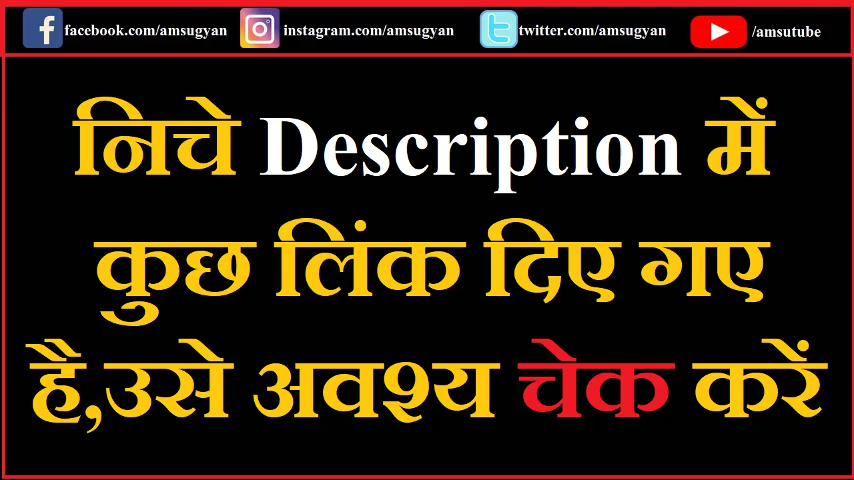 facebook.com/amsugyan instagram.com/amsugyan twitter.com/amsugyan /amsutube
निचे Description में
कुछ लिंक दिए गए
है,उसे अवश्य चेक करें